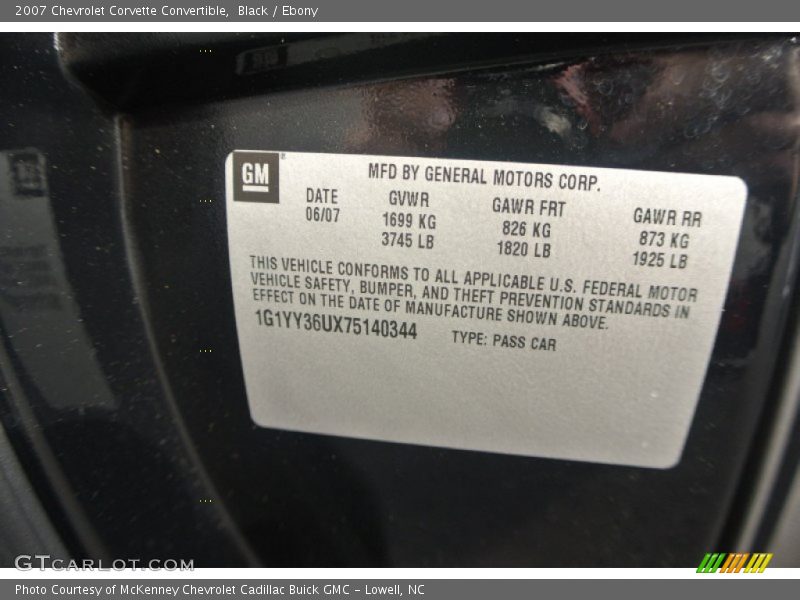 2007 Chevrolet Corvette Convertible, Black / Ebony
GM
MFD BY GENERAL MOTORS CORP.
DATE GVWR GAWR FRT GAWR RR
06/07 1699 KG 826 KG 873 KG
3745 LB 1820 LB 1925 LB
THIS VEHICLE CONFORMS TO ALL APPLICABLE U.S. FEDERAL MOTOR
VEHICLE SAFETY, BUMPER, AND THEFT PREVENTION STANDARDS IN
EFFECT ON THE DATE OF MANUFACTURE SHOWN ABOVE.
1G1YY36UX75140344 TYPE: PASS CAR
GTCARLOT.COM
Photo Courtesy of McKenney Chevrolet Cadillac Buick GMC - Lowell, NC